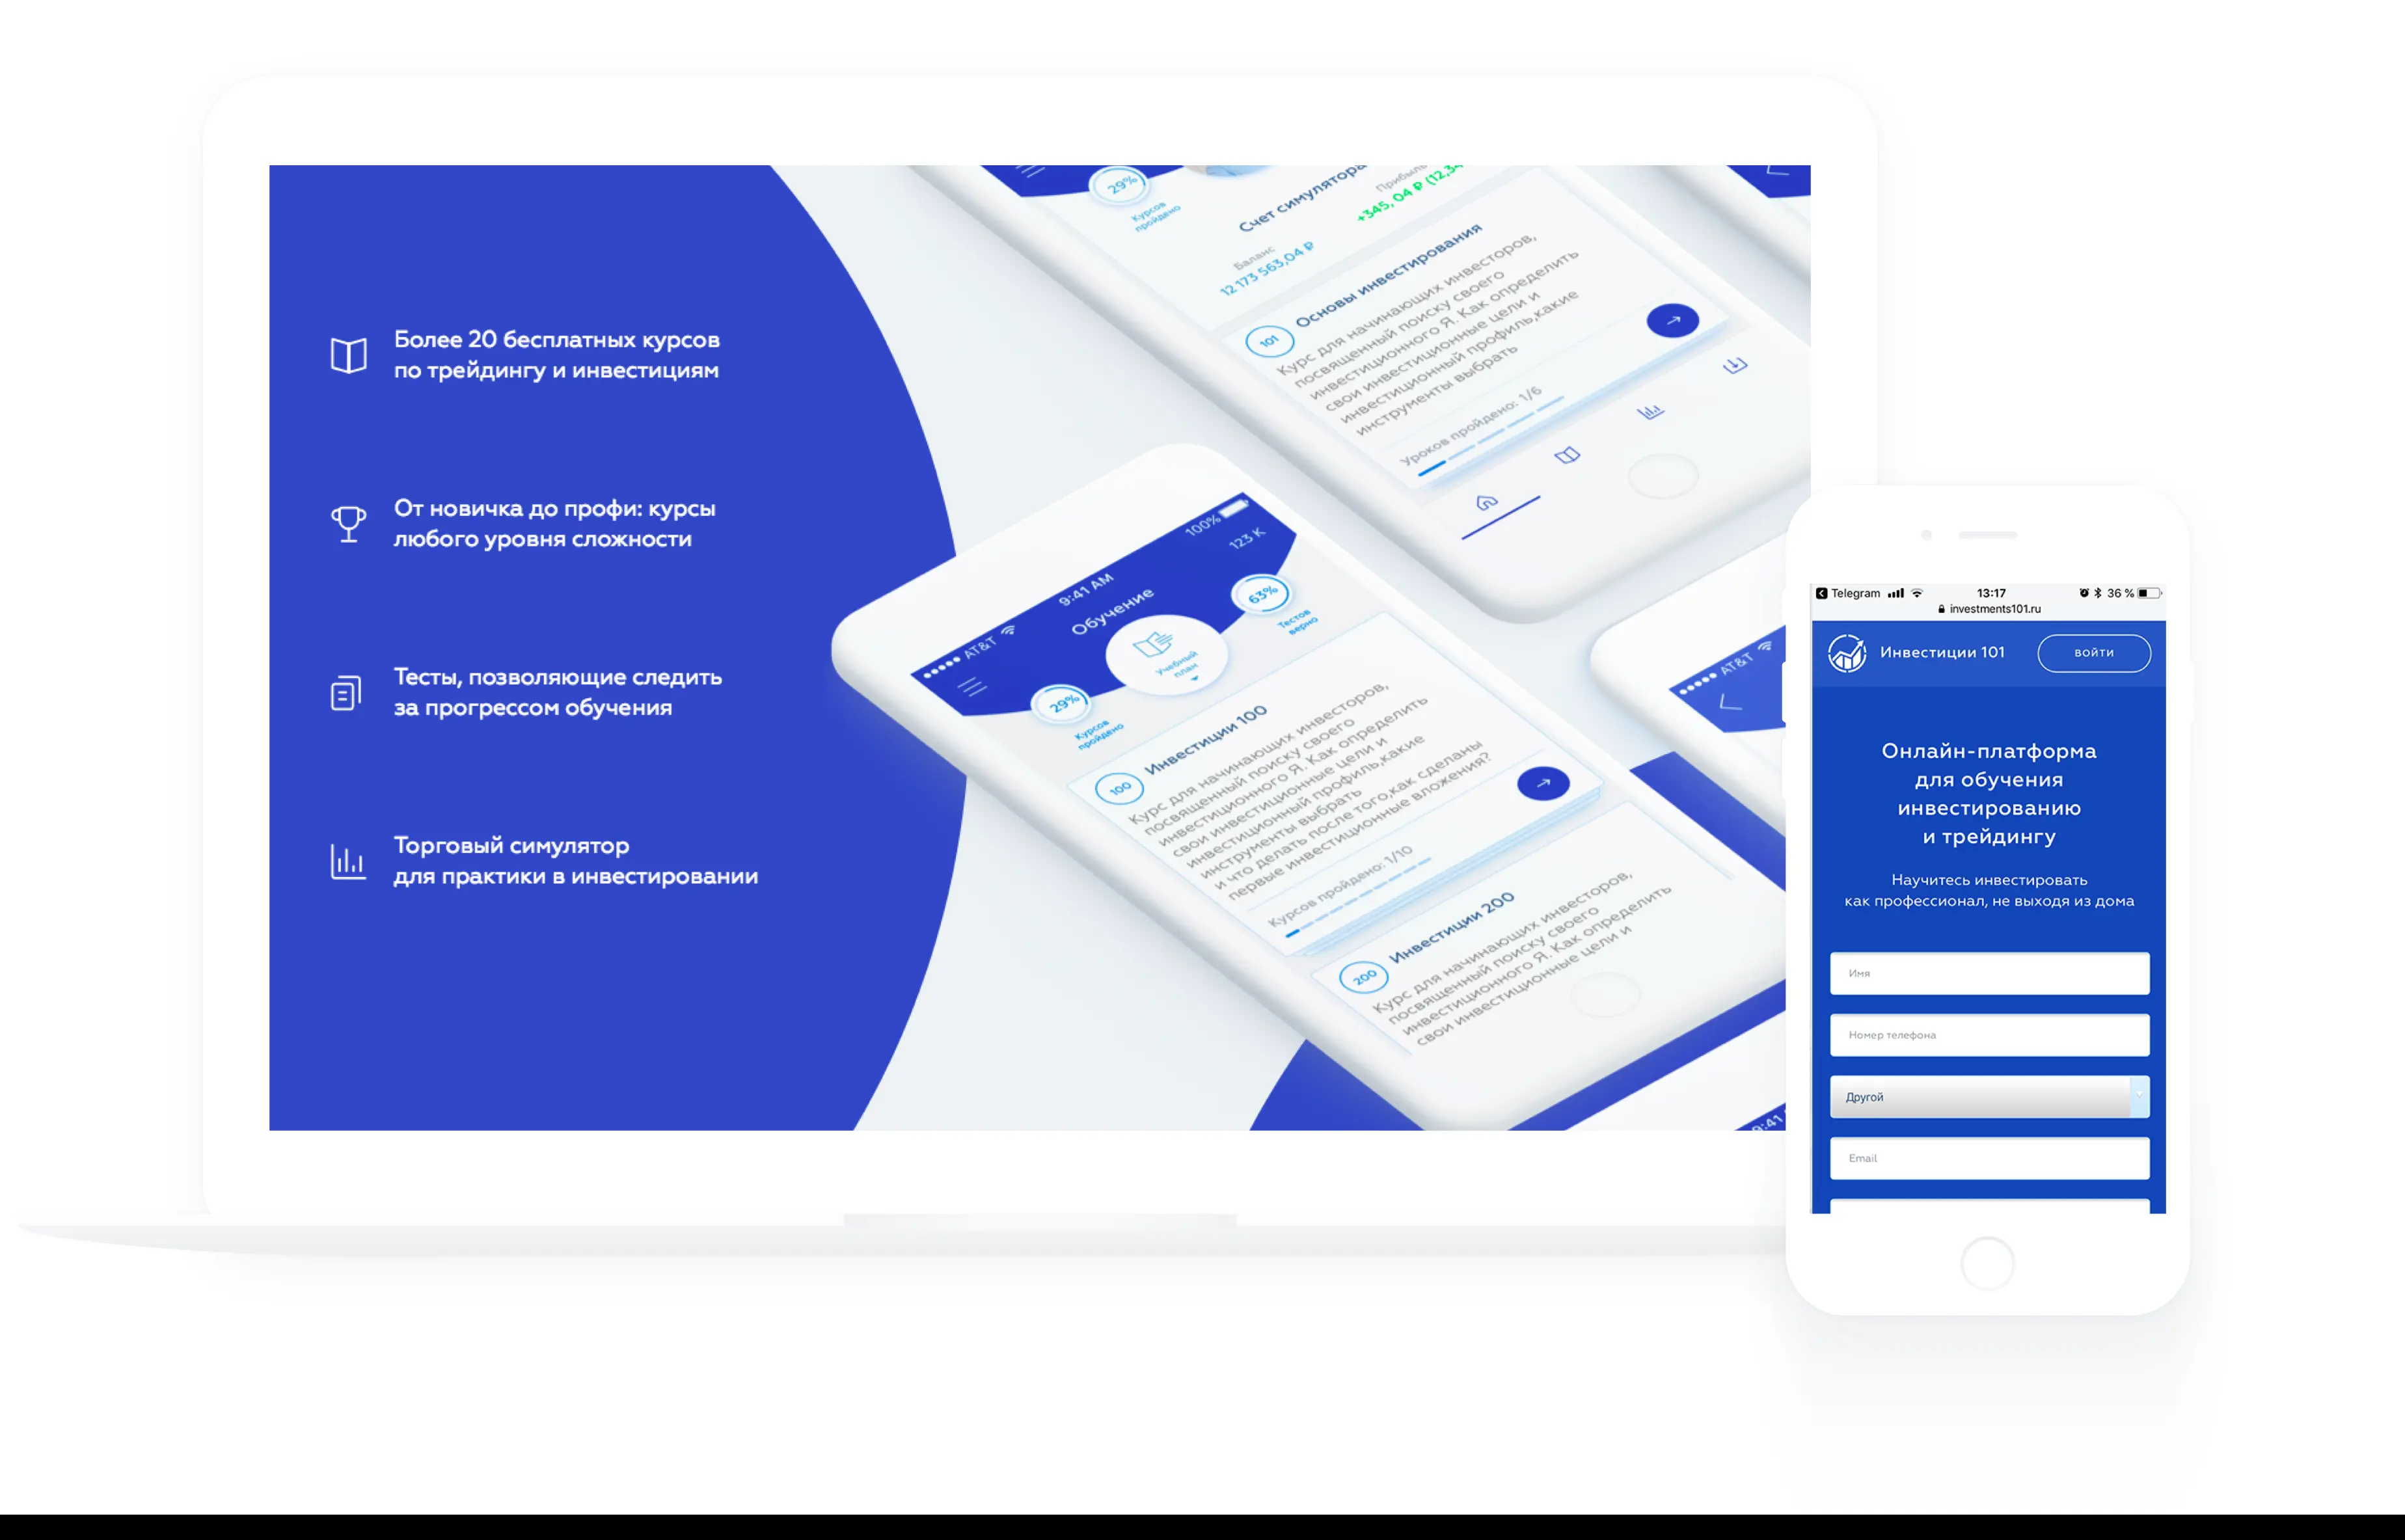 Более 20 бесплатных курсов
по трейдингу и инвестициям
От новичка до профи: курсы
любого уровня сложности
Тесты, позволяющие следить
за прогрессом обучения
Торговый симулятор
для практики в инвестировании
29%
Курсов
пройдено
Счет симулятора
Баланс
12 173 563,04 ₽
Прибыль
+345, 04 ₽ (12,34
101
Основы инвестирования
Курс для начинающих инвесторов,
посвященный поиску своего
инвестиционного Я. Как определить
свои инвестиционные цели и
инвестиционный профиль,какие
инструменты выбрать
Уроков пройдено: 1/6
AT&T
9:41 AM
100%
Обучение
123 K
29%
Курсов
пройдено
Учебный
план
63%
Тестов
верно
100
Инвестиции 100
Курс для начинающих инвесторов,
посвященный поиску своего
инвестиционного Я. Как определить
свои инвестиционные цели и
инвестиционный профиль,какие
инструменты выбрать
и что делать после того,как сделаны
первые инвестиционные вложения?
Курсов пройдено: 1/10
200
Инвестиции 200
Курс для начинающих инвесторов,
посвященный поиску своего
инвестиционного Я. Как определить
свои инвестиционные цели и
AT&T
9:41
Telegram
13:17
36 %
investments101.ru
Инвестиции 101
ВОЙТИ
Онлайн-платформа
для обучения
инвестированию
и трейдингу
Научитесь инвестировать
как профессионал, не выходя из дома
Имя
Номер телефона
Другой
Email